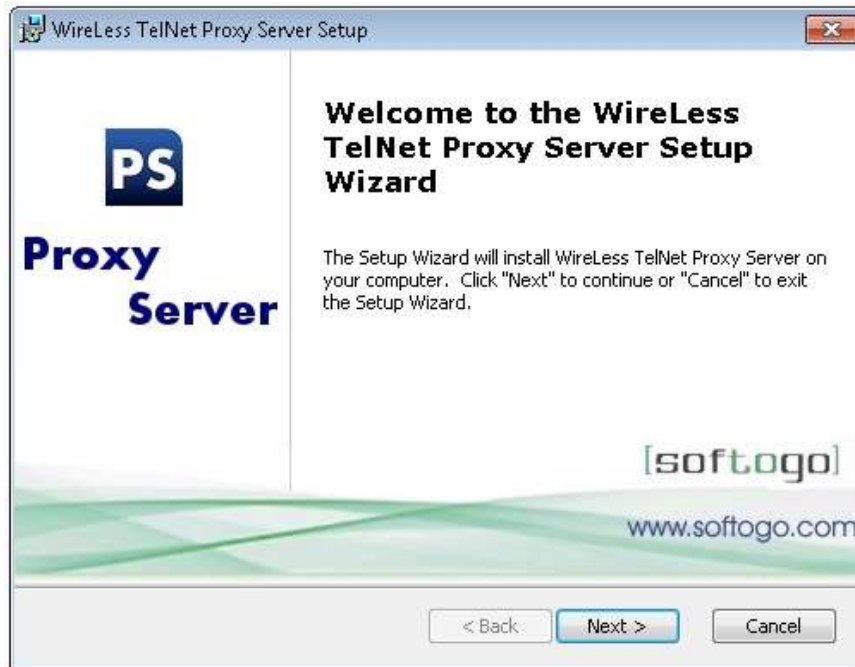 WireLess TelNet Proxy Server Setup
PS
Proxy
Server
Welcome to the WireLess
TelNet Proxy Server Setup
Wizard
The Setup Wizard will install WireLess TelNet Proxy Server on
your computer. Click "Next" to continue or "Cancel" to exit
the Setup Wizard.
[softogo]
www.softogo.com
< Back
Next >
Cancel